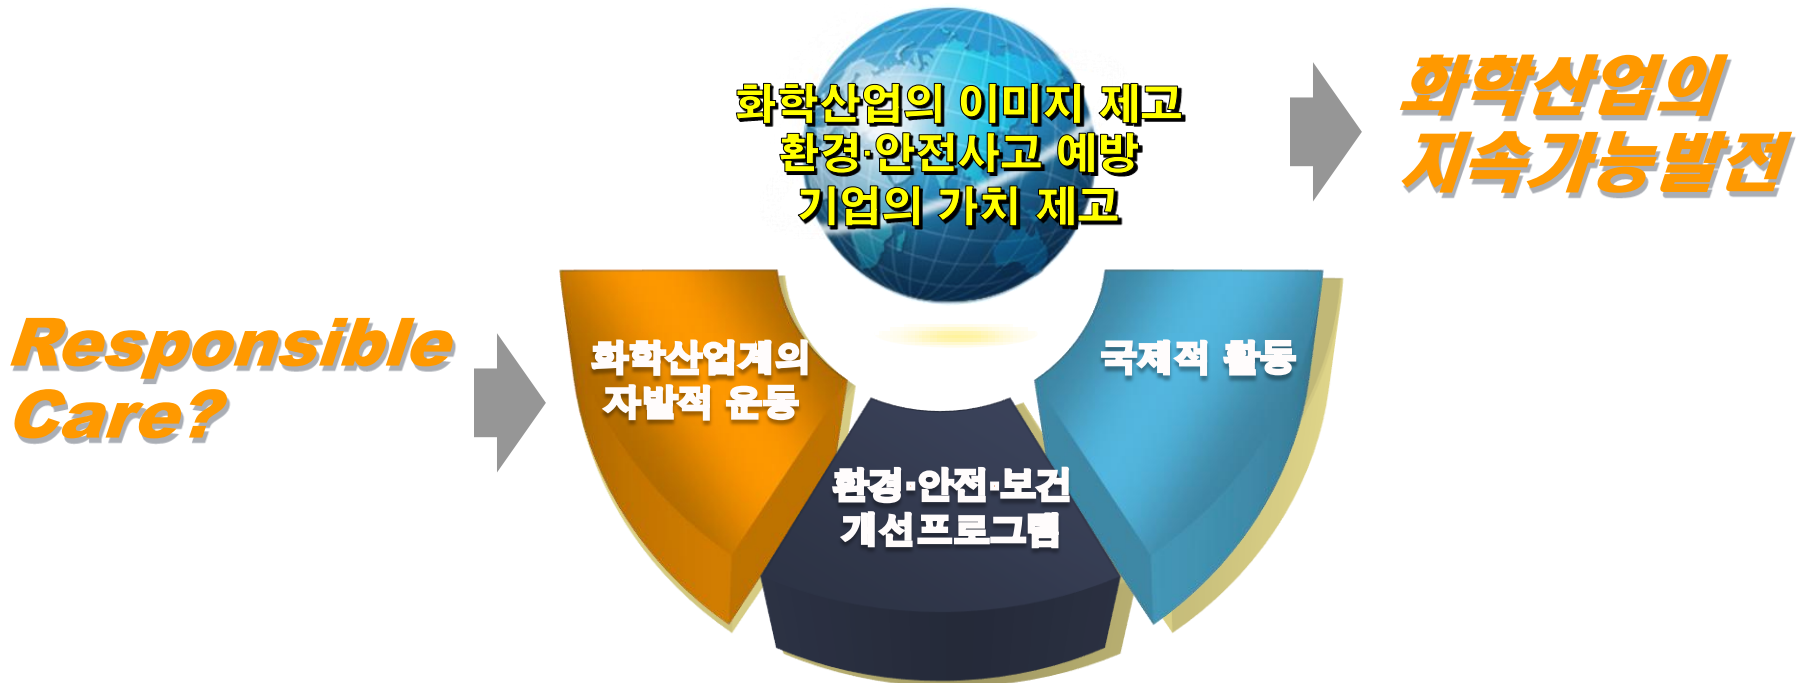 Responsible
Care?
화학산업계의
자발적 운동
환경·안전·보건
개선프로그램
국제적 활동
화학산업의 이미지 제고
환경·안전사고 예방
기업의 가치 제고
화학산업의
지속가능발전